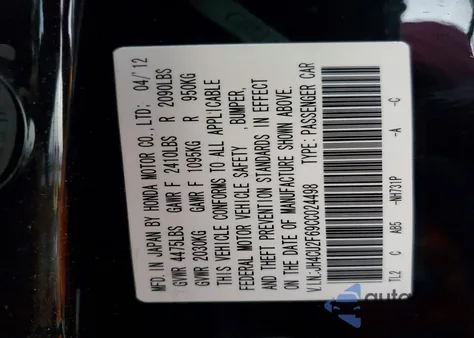 MFD. IN JAPAN BY HONDA MOTOR CO., LTD: 04/'12
GVWR 4475LBS GAWR F 2410LBS R 2090LBS
GVWR 2030KG GAWR F 1095KG R 950KG
THIS VEHICLE CONFORMS TO ALL APPLICABLE
FEDERAL MOTOR VEHICLE SAFETY , BUMPER,
AND THEFT PREVENTION STANDARDS IN EFFECT
ON THE DATE OF MANUFACTURE SHOWN ABOVE.
V.I.N:JH4CU2F69CC024498 TYPE: PASSENGER CAR
TL2 C AB5 -NH731P -A -C